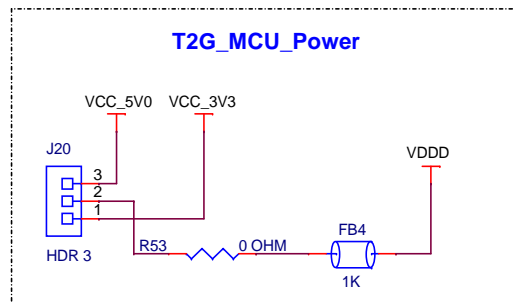 T2G_MCU_Power
VCC_5V0
VCC_3V3
J20
VDDD
3
2
1
FB4
R53
0 OHM
HDR 3
1K